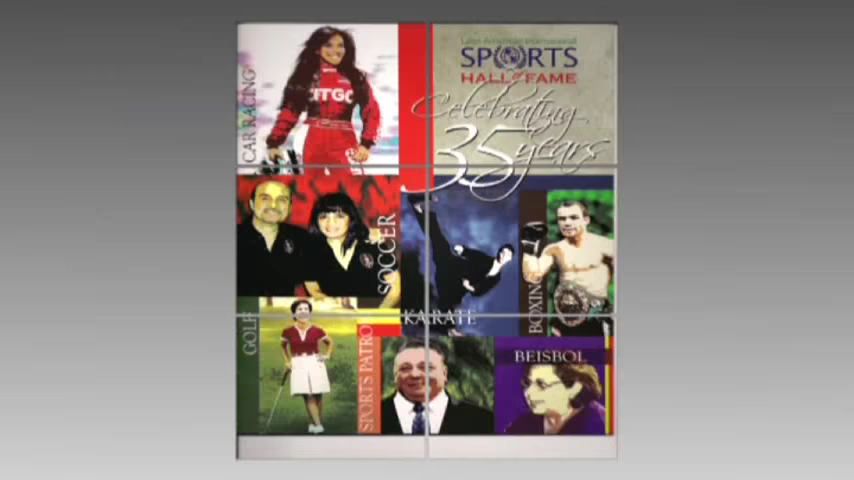 Latin American International
SPORTS
HALL of FAME
Celebrating
35 years
CAR RACING
CITGO
SOCCER
KARATE
BOXING
GOLF
SPORTS PATRO
BEISBOL